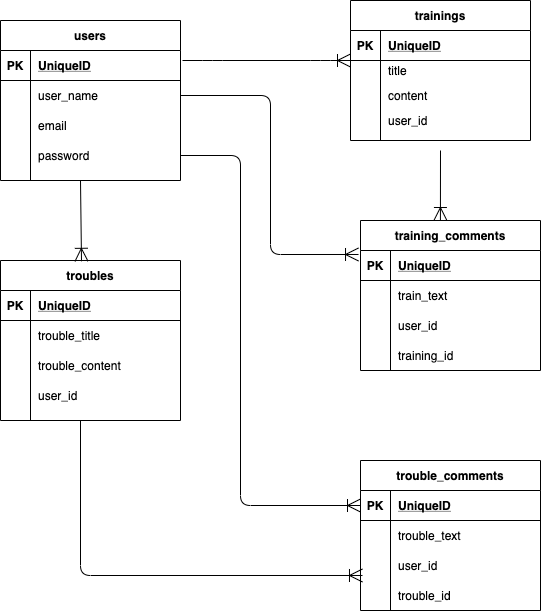 users
PK UniqueID
user_name
email
password
trainings
PK UniqueID
title
content
user_id
training_comments
PK UniqueID
train_text
user_id
training_id
troubles
PK UniqueID
trouble_title
trouble_content
user_id
trouble_comments
PK UniqueID
trouble_text
user_id
trouble_id